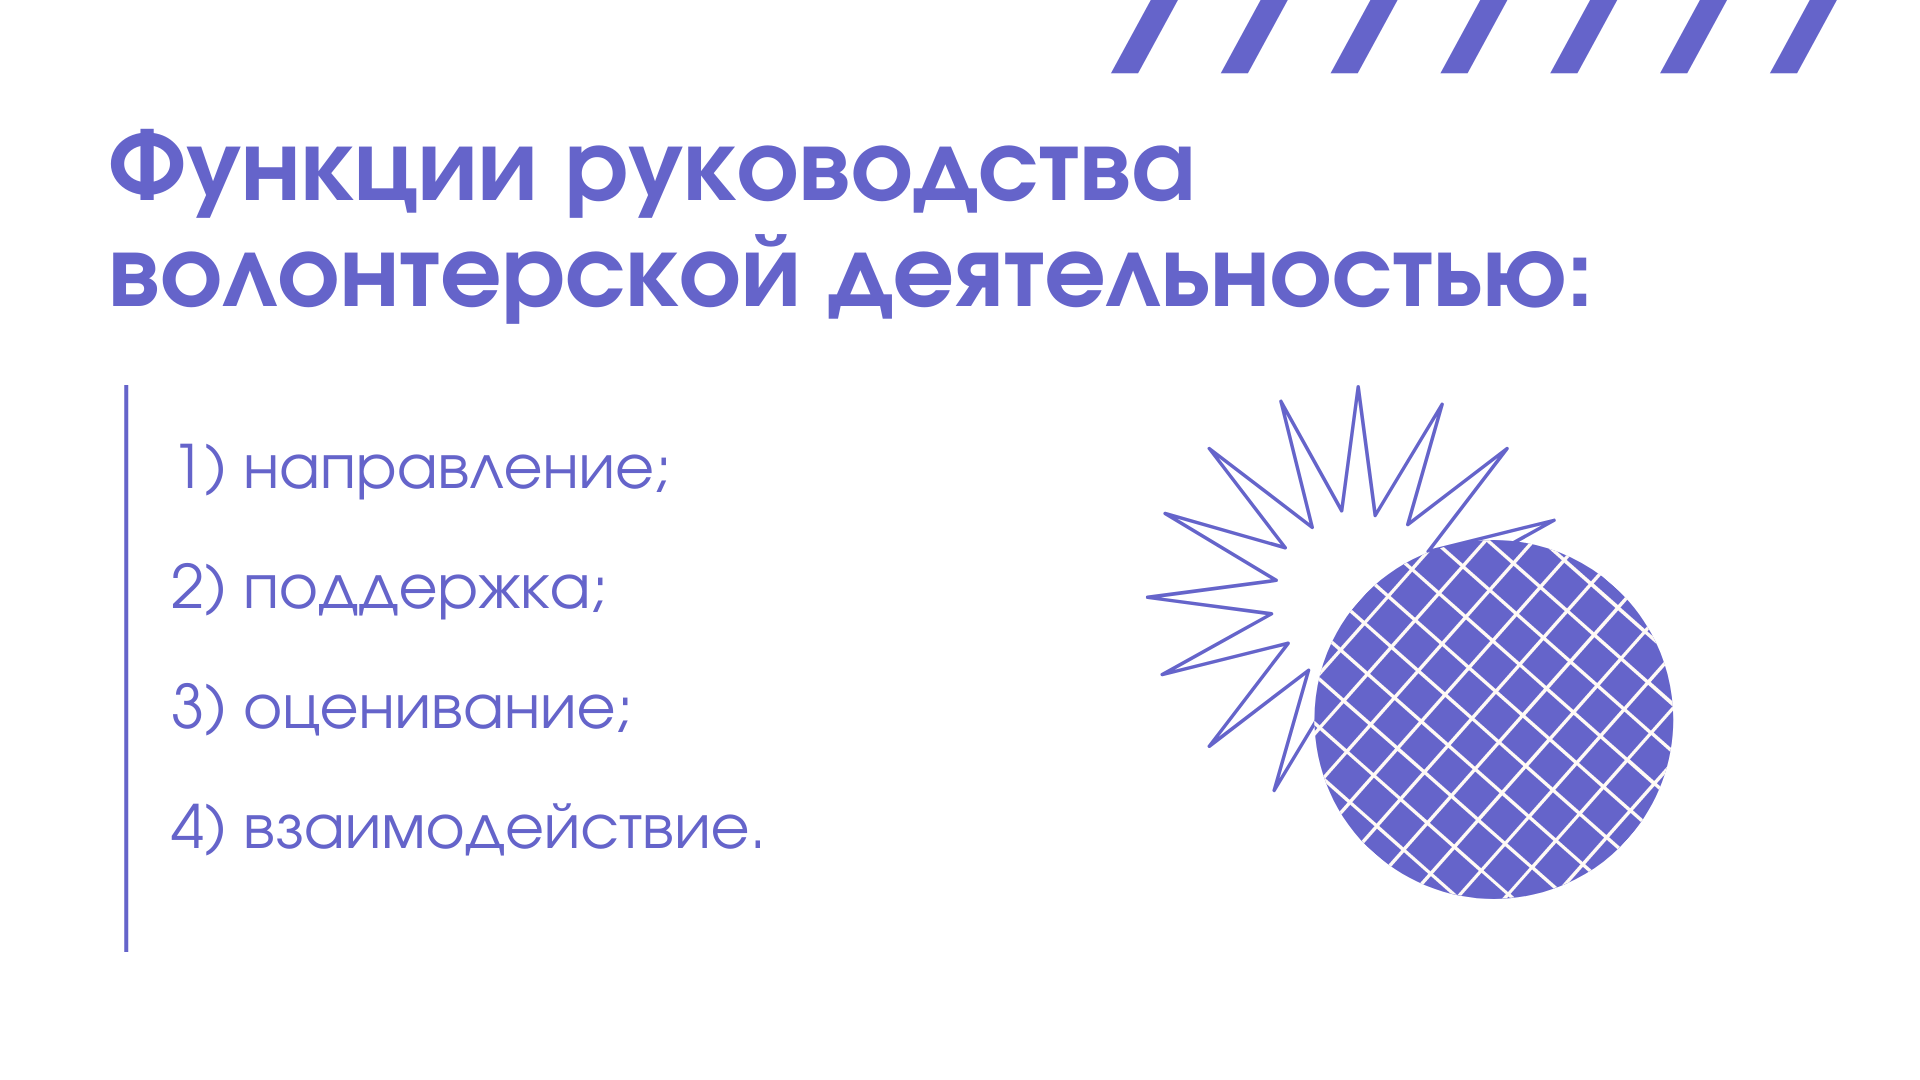 Функции руководства
волонтерской деятельностью:
1) направление;
2) поддержка;
3) оценивание;
4) взаимодействие.